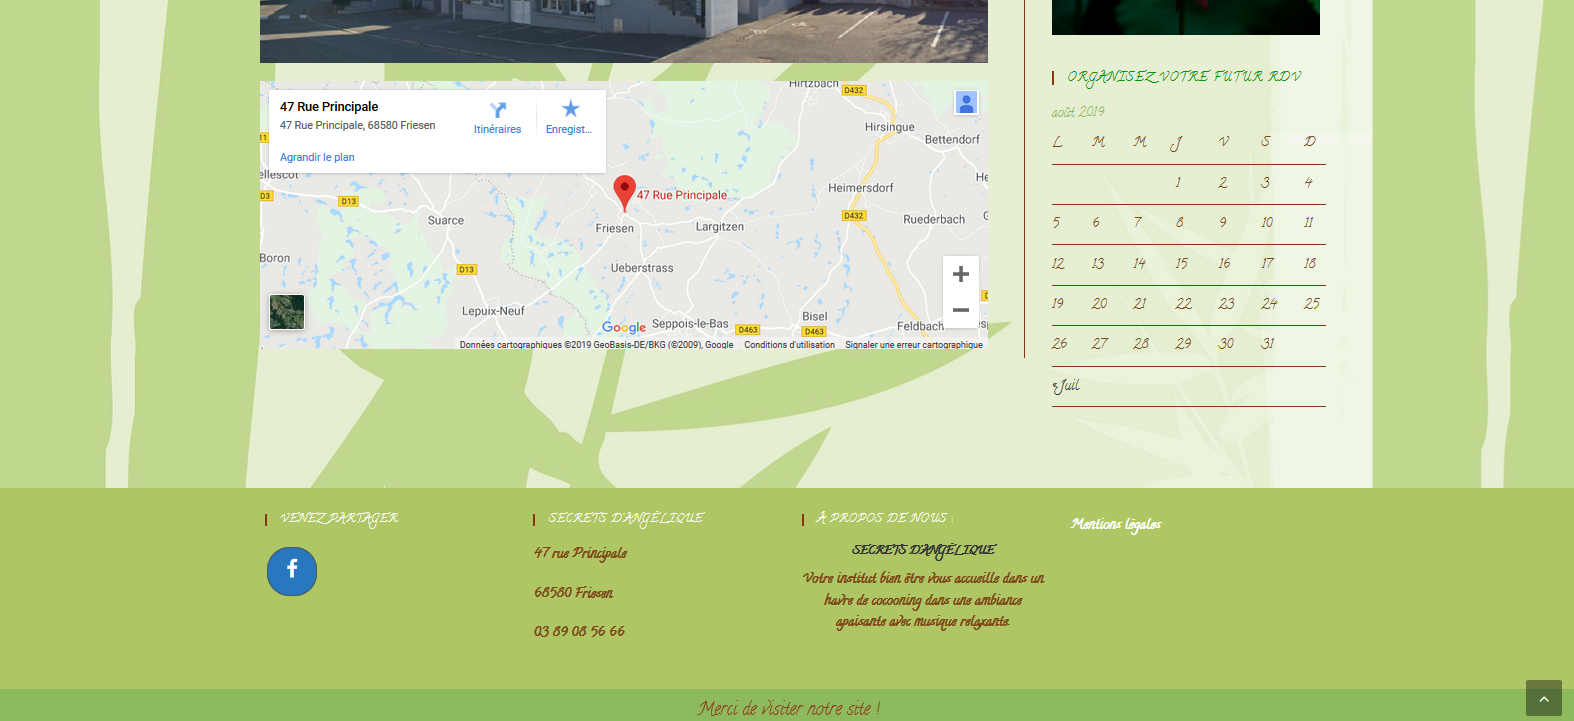 47 Rue Principale
47 Rue Principale, 68580 Friesen
Itinéraires
Enregist...
Agrandir le plan
Hirtzbach
D432
Hirsingue
Bettendorf
11
ellescot
D3
D13
Heimersdorf
He
47 Rue Principale
Suarce
D432
Ruederbach
Friesen
Largitzen
Boron
D13
Ueberstrass
Lepuix-Neuf
Bisel
Google
Seppois-le-Bas
D463
D463
Feldbach
Données cartographiques ©2019 GeoBasis-DE/BKG (©2009), Google
Conditions d'utilisation
Signaler une erreur cartographique
ORGANISEZ VOTRE FUTUR RDV
août 2019
L M M J V S D
1 2 3 4
5 6 7 8 9 10 11
12 13 14 15 16 17 18
19 20 21 22 23 24 25
26 27 28 29 30 31
« Juil
VENEZ PARTAGER
SECRETS D'ANGÈLIQUE
47 rue Principale
68580 Friesen
03 89 08 56 66
À PROPOS DE NOUS :
SECRETS D'ANGÈLIQUE
Votre institut bien être vous accueille dans un
havre de cocooning dans une ambiance
apaisante avec musique relaxante.
Mentions légales
Merci de visiter notre site !